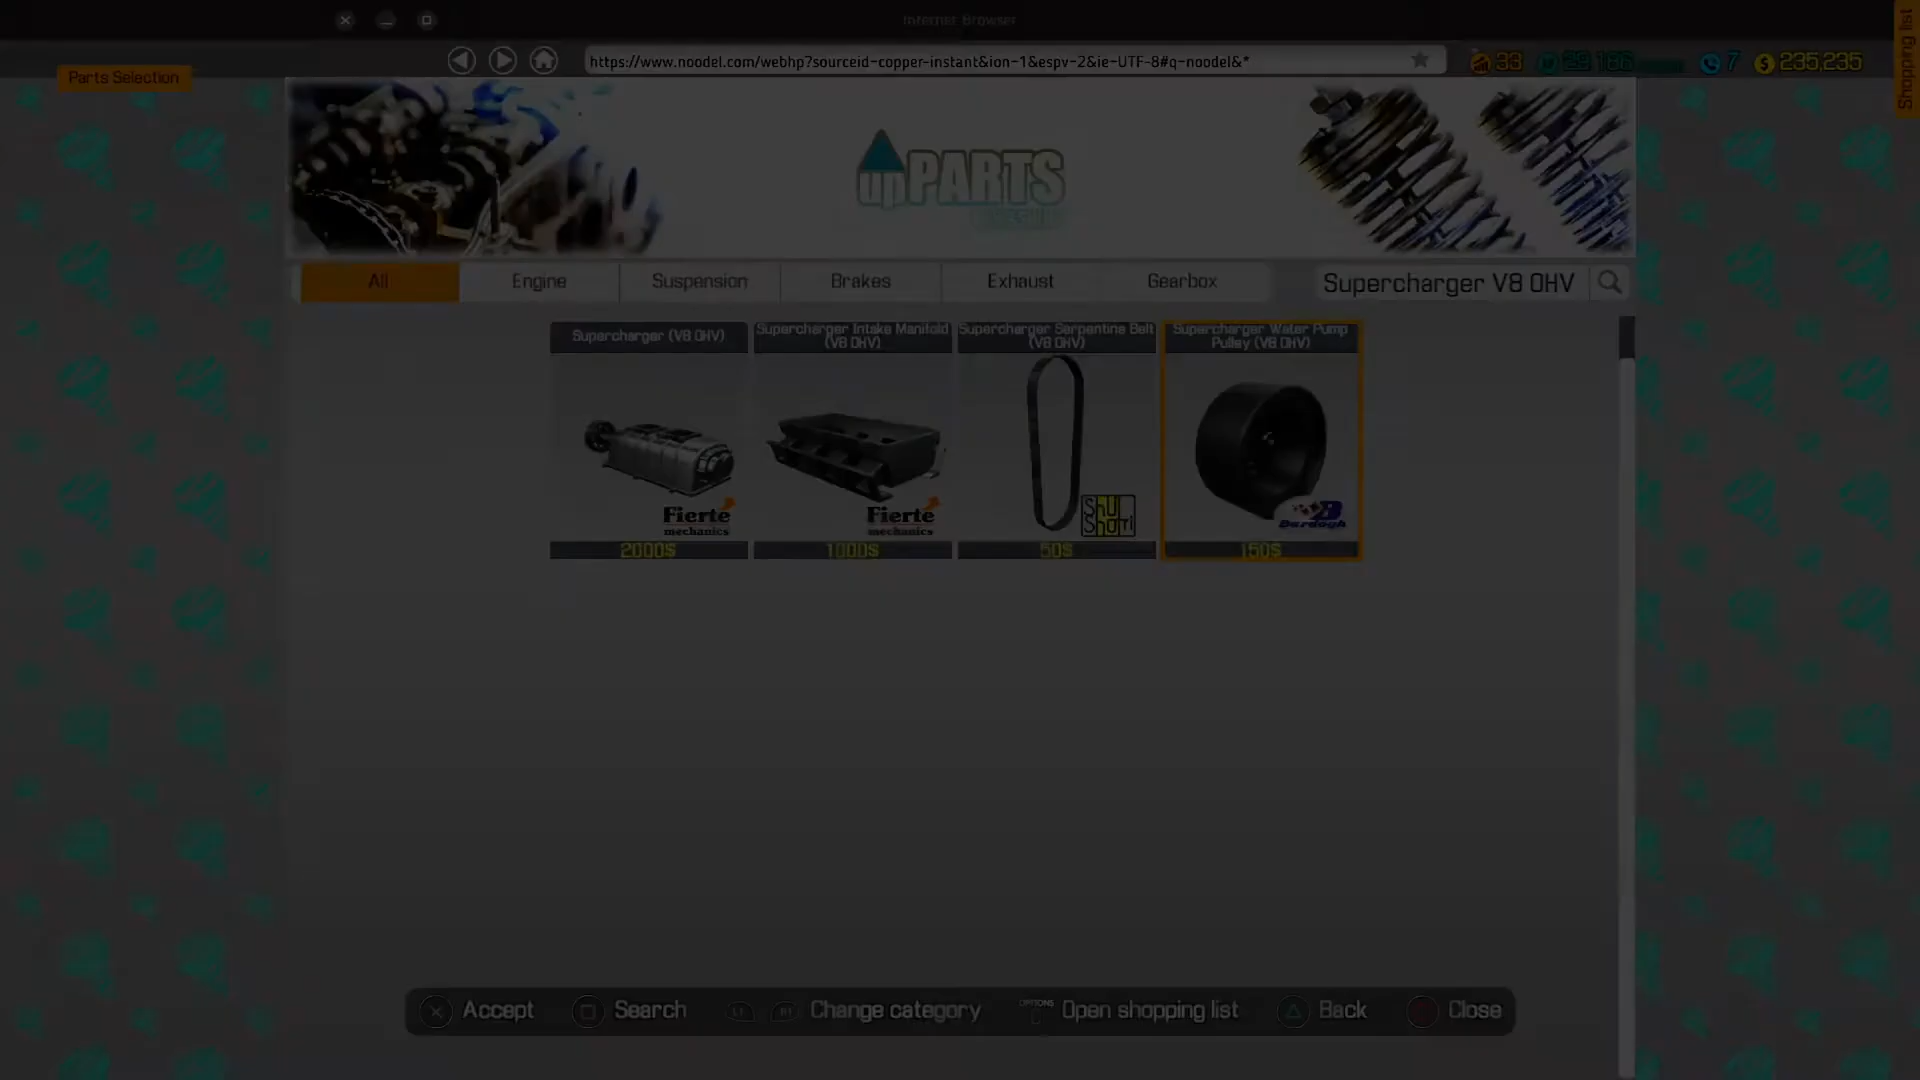 Internet Browser
https://www.noodel.com/webhp?sourceid-copper-instant&ion-1&espv-2&ie-UTF-8#q-noodel&*
33
7
235,235
Shopping list
Parts Selection
upPARTS
All
Engine
Suspension
Brakes
Exhaust
Gearbox
Supercharger V8 OHV
Supercharger (V8 OHV)
Supercharger Intake Manifold
(V8 OHV)
Supercharger Serpentine Belt
(V8 OHV)
Supercharger Water Pump
Pulley (V8 OHV)
Fierte
mechanics
Fierte
mechanics
2000$
1000$
50$
150$
Accept
Search
L1
R1
Change category
OPTIONS
Open shopping list
Back
Close